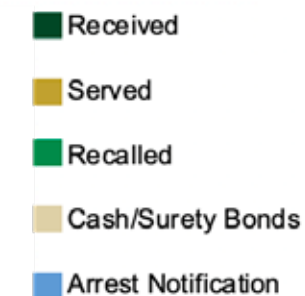 Received
Served
Recalled
Cash/Surety Bonds
Arrest Notification